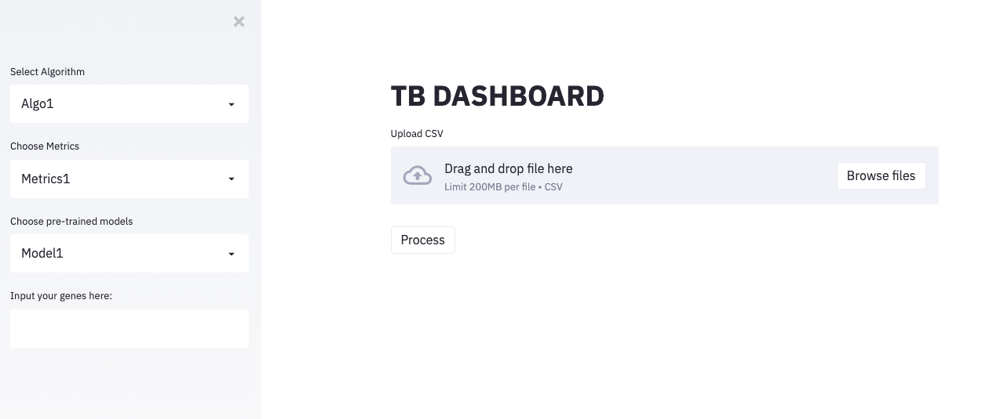 Select Algorithm
Algo1
Choose Metrics
Metrics1
Choose pre-trained models
Model1
Input your genes here:
TB DASHBOARD
Upload CSV
Drag and drop file here
Limit 200MB per file • CSV
Browse files
Process